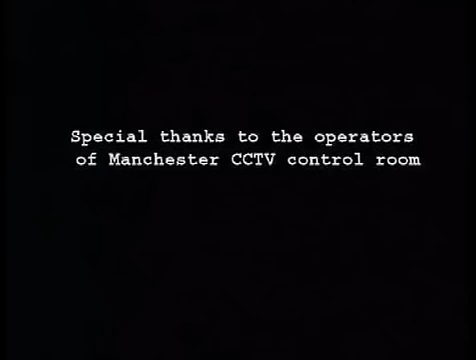 Special thanks to the operators
of Manchester CCTV control room